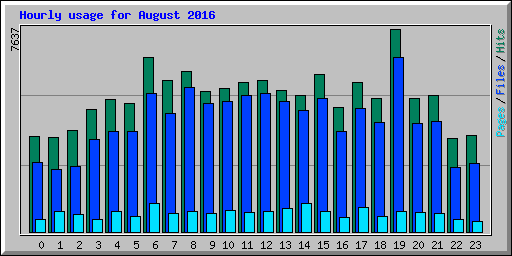 Hourly usage for August 2016
7637
Pages/Files/Hits
0 1 2 3 4 5 6 7 8 9 10 11 12 13 14 15 16 17 18 19 20 21 22 23